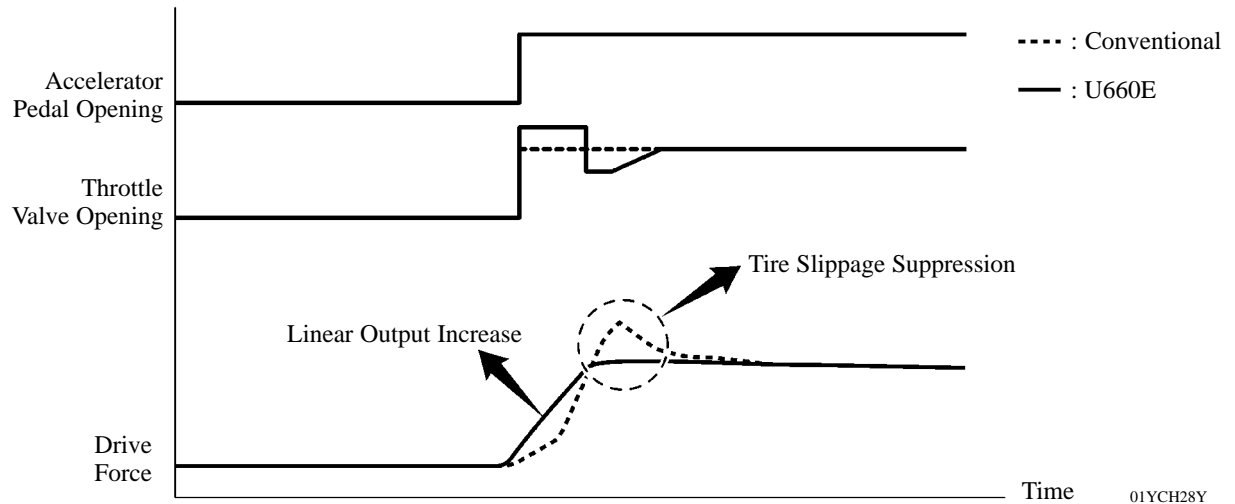 Accelerator
Pedal Opening
Throttle
Valve Opening
Drive
Force
Linear Output Increase
Tire Slippage Suppression
: Conventional
: U660E
Time
01YCH28Y